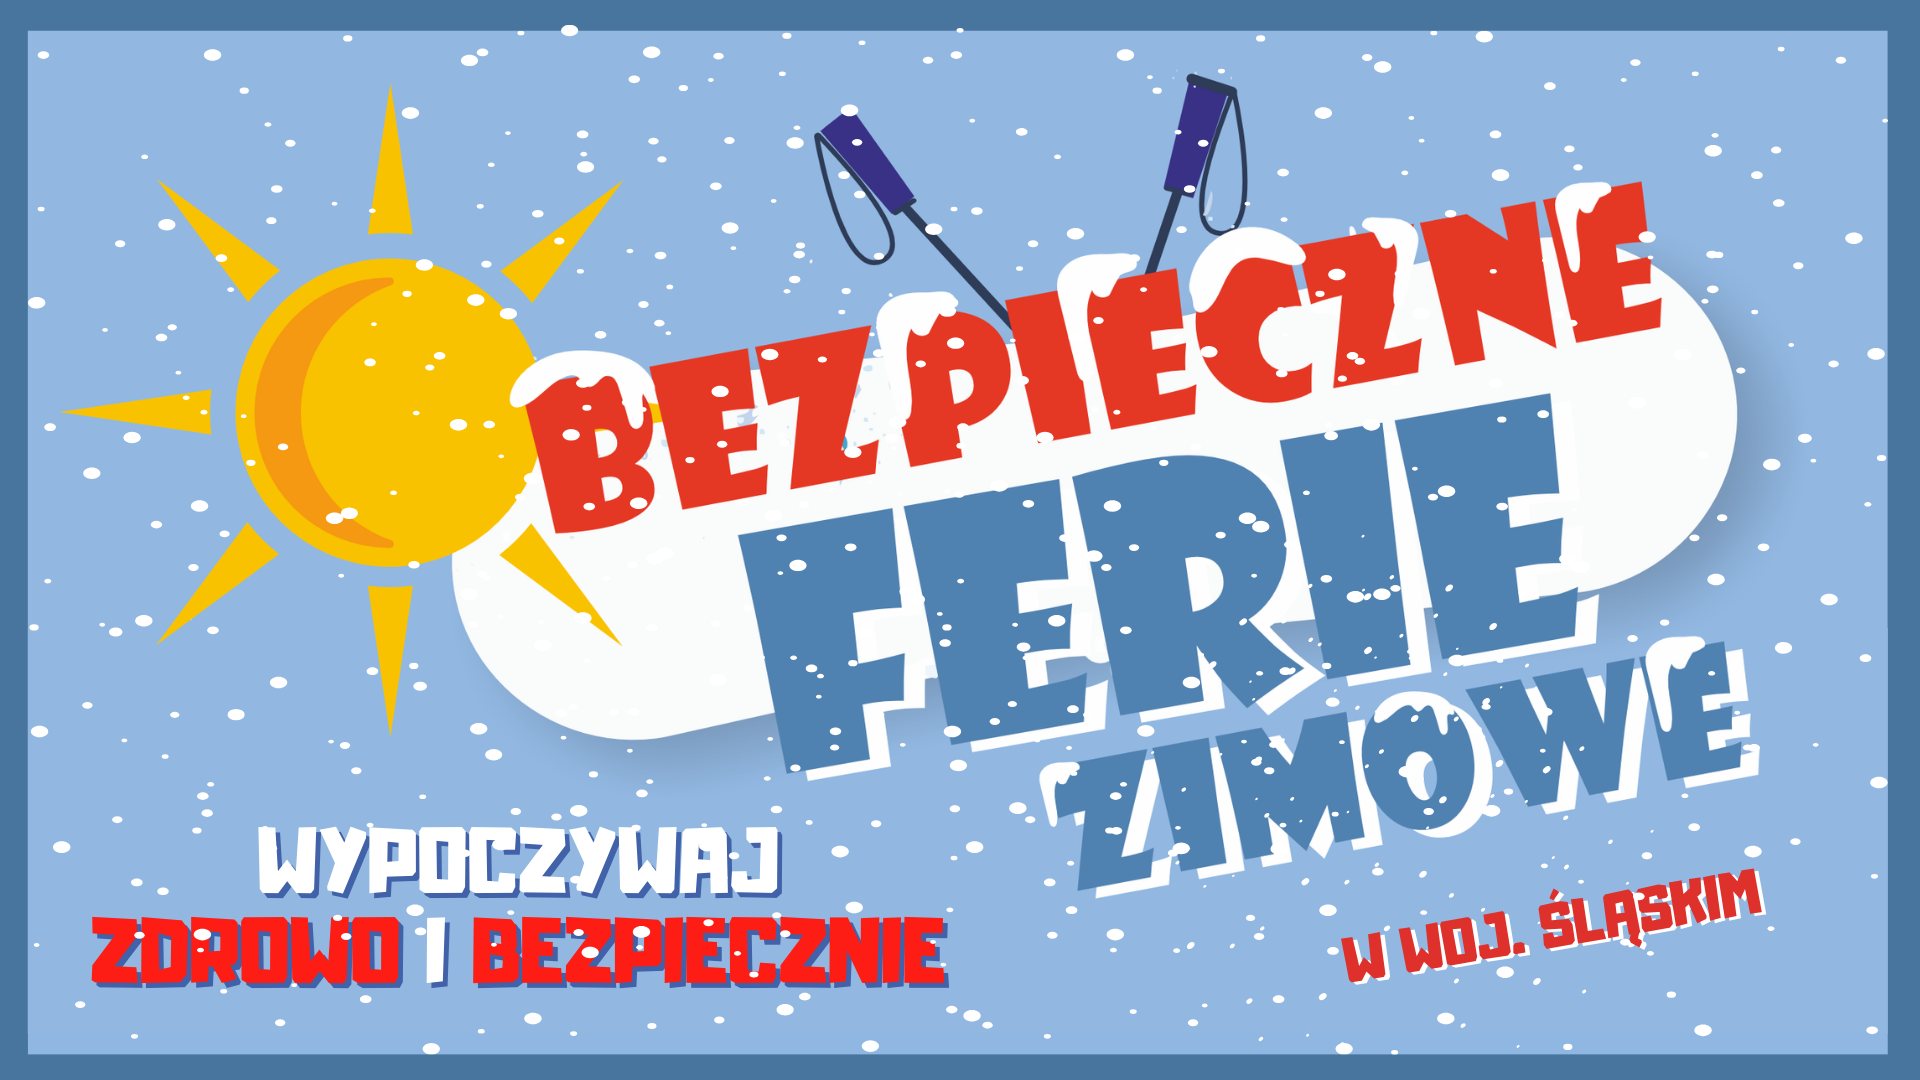 BEZPIECZNE
FERIE
ZIMOWE
W WOJ. ŚLĄSKIM
WYPOCZYWAJ
ZDROWO I BEZPIECZNIE